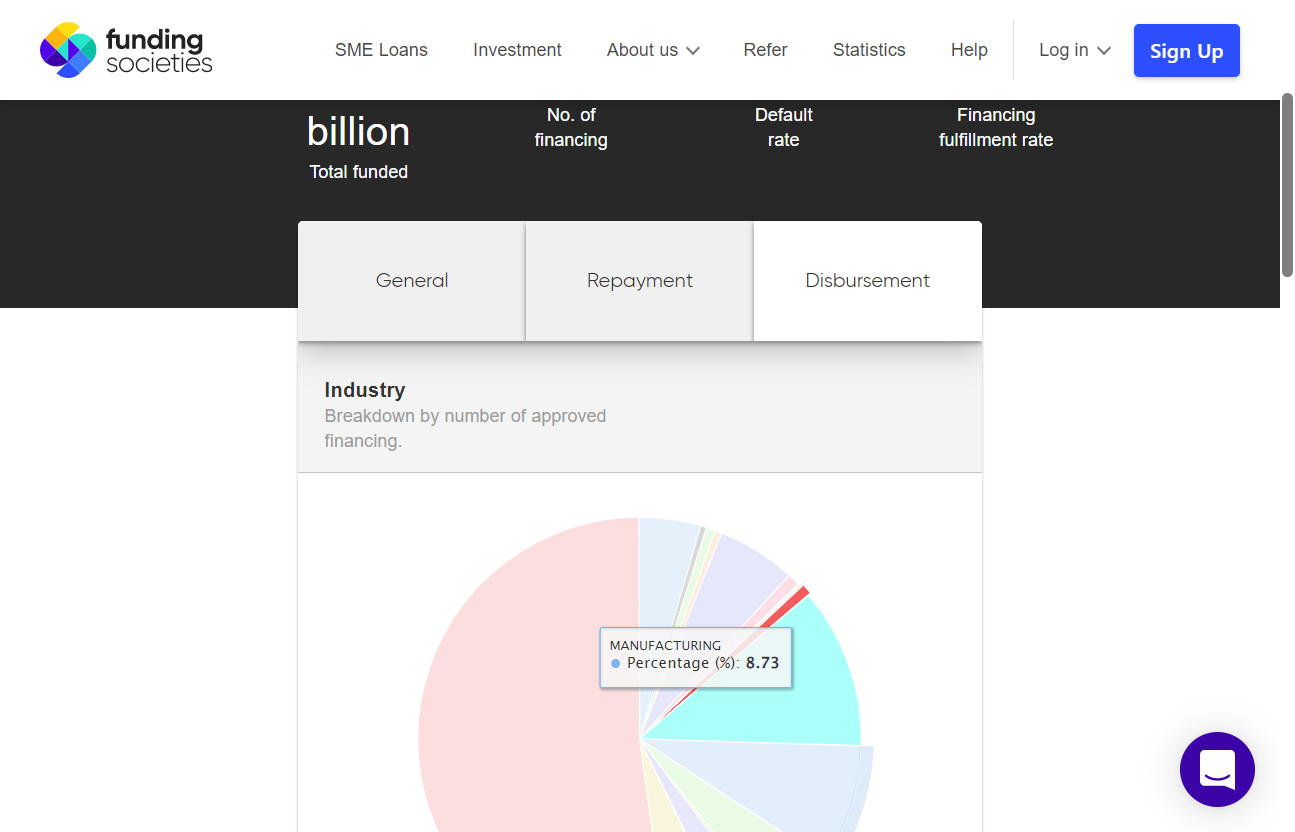 funding
societies
SME Loans
Investment
About us
Refer
Statistics
Help
Log in
Sign Up
billion
Total funded
No. of
financing
Default
rate
Financing
fulfillment rate
General
Repayment
Disbursement
Industry
Breakdown by number of approved
financing.
MANUFACTURING
Percentage (%): 8.73